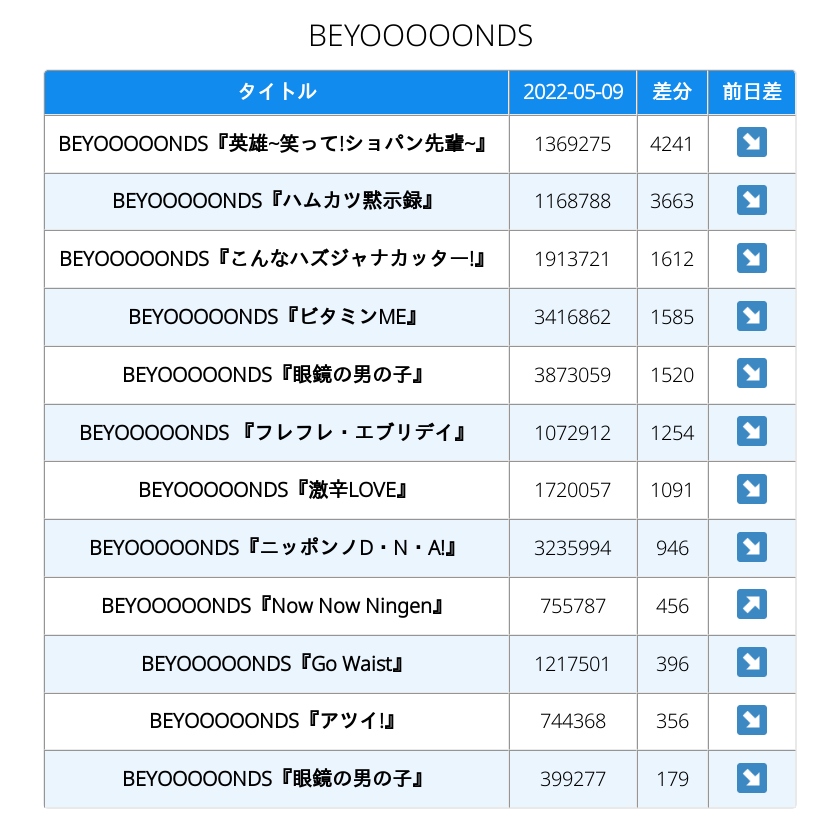 BEYOOOOONDS
タイトル 2022-05-09 差分 前日差
BEYOOOOONDS『英雄~笑って!ショパン先輩~』 1369275 4241
BEYOOOOONDS『ハムカツ黙示録』 1168788 3663
BEYOOOOONDS『こんなハズジャナカッター!』 1913721 1612
BEYOOOOONDS『ビタミンME』 3416862 1585
BEYOOOOONDS『眼鏡の男の子』 3873059 1520
BEYOOOOONDS 『フレフレ・エブリデイ』 1072912 1254
BEYOOOOONDS『激辛LOVE』 1720057 1091
BEYOOOOONDS『ニッポンノD・N・A!』 3235994 946
BEYOOOOONDS『Now Now Ningen』 755787 456
BEYOOOOONDS『Go Waist』 1217501 396
BEYOOOOONDS『アツイ!』 744368 356
BEYOOOOONDS『眼鏡の男の子』 399277 179